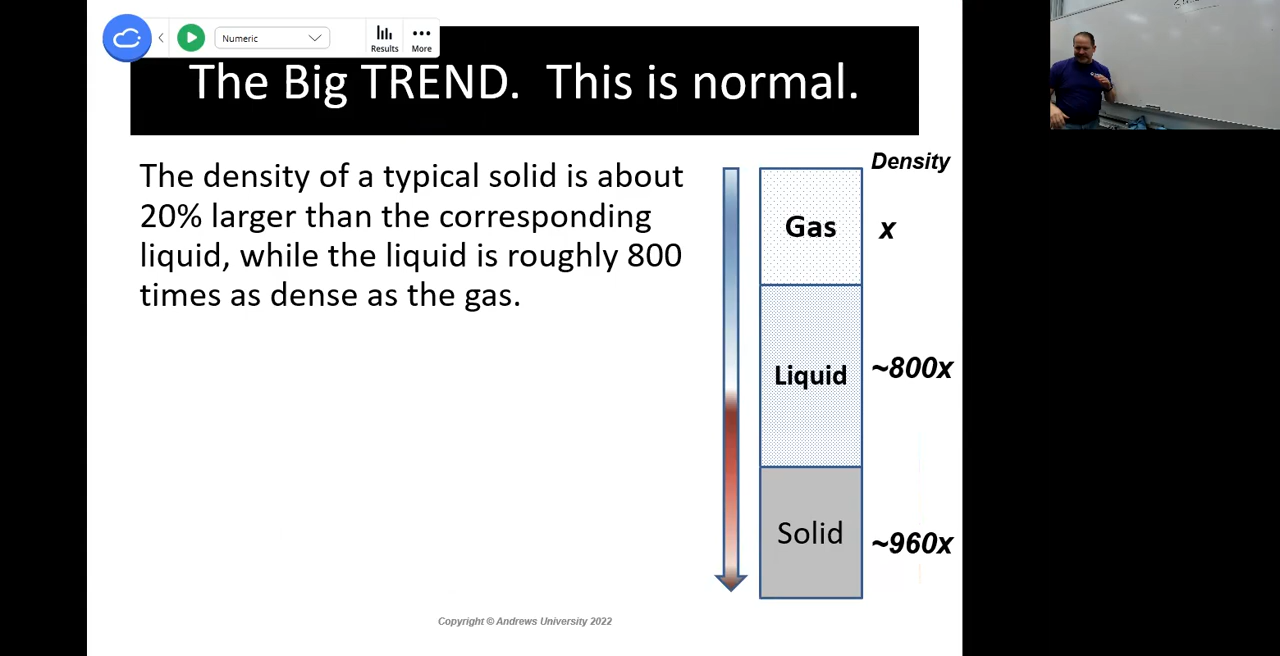 Numeric
Results
More
The Big TREND. This is normal.
The density of a typical solid is about
20% larger than the corresponding
liquid, while the liquid is roughly 800
times as dense as the gas.
Density
Gas
x
Liquid
~800x
Solid
~960x
Copyright © Andrews University 2022